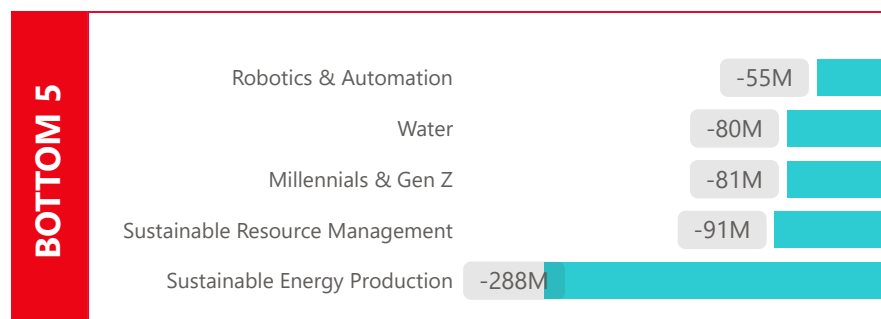 BOTTOM 5
Robotics & Automation -55M
Water -80M
Millennials & Gen Z -81M
Sustainable Resource Management -91M
Sustainable Energy Production -288M